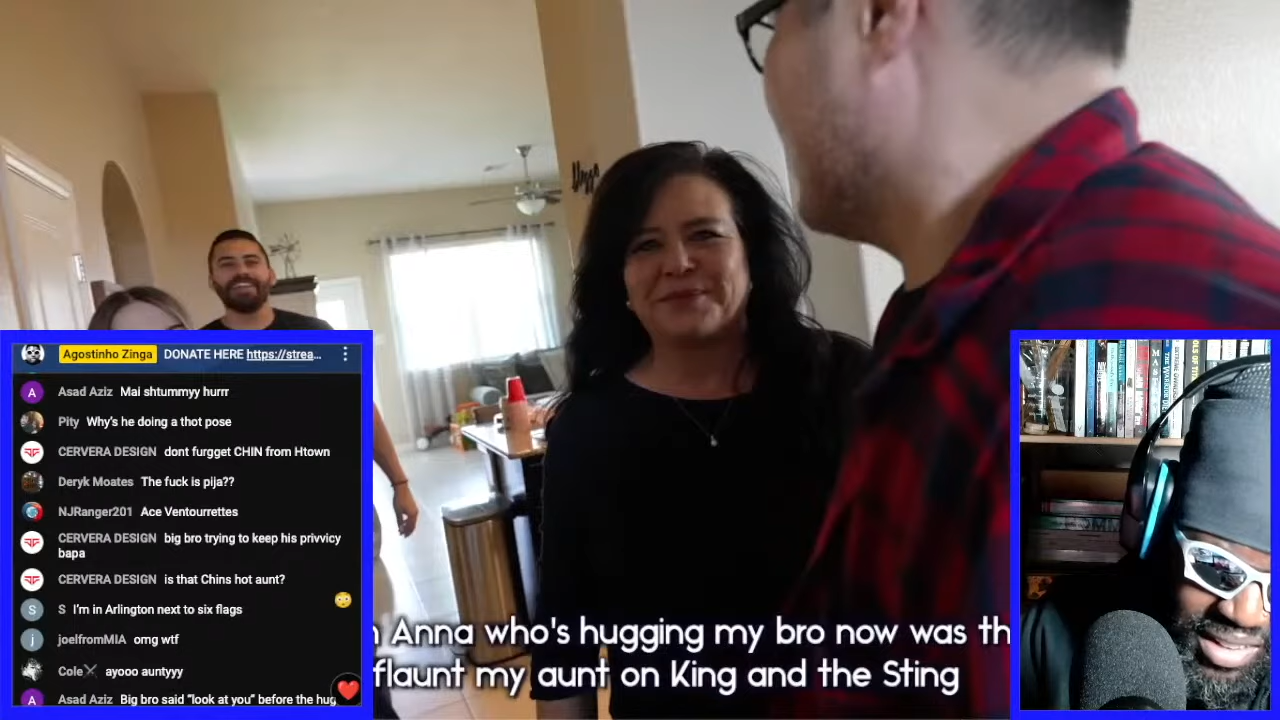 Agostinho Zinga DONATE HERE https://strea...
Asad Aziz Mai shtummyy hurrr
Pity Why's he doing a thot pose
CERVERA DESIGN dont furgget CHIN from Htown
Deryk Moates The fuck is pija??
NJRanger201 Ace Ventourrettes
CERVERA DESIGN big bro trying to keep his privvicy
bapa
CERVERA DESIGN is that Chins hot aunt?
S I'm in Arlington next to six flags
joelfromMIA omg wtf
Cole ayooo auntyyy
Asad Aziz Big bro said "look at you" before the hug
Anna who's hugging my bro now was th
flaunt my aunt on King and the Sting